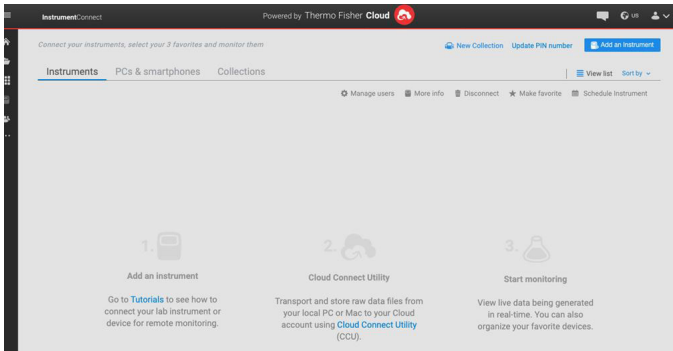 InstrumentConnect
Powered by Thermo Fisher Cloud
US
Connect your instruments, select your 3 favorites and monitor them
New Collection
Update PIN number
Add an Instrument
Instruments
PCs & smartphones
Collections
View list
Sort by
Manage users
More info
Disconnect
Make favorite
Schedule Instrument
1.
Add an instrument
Go to Tutorials to see how to
connect your lab instrument or
device for remote monitoring.
2.
Cloud Connect Utility
Transport and store raw data files from
your local PC or Mac to your Cloud
account using Cloud Connect Utility
(CCU).
3.
Start monitoring
View live data being generated
in real-time. You can also
organize your favorite devices.